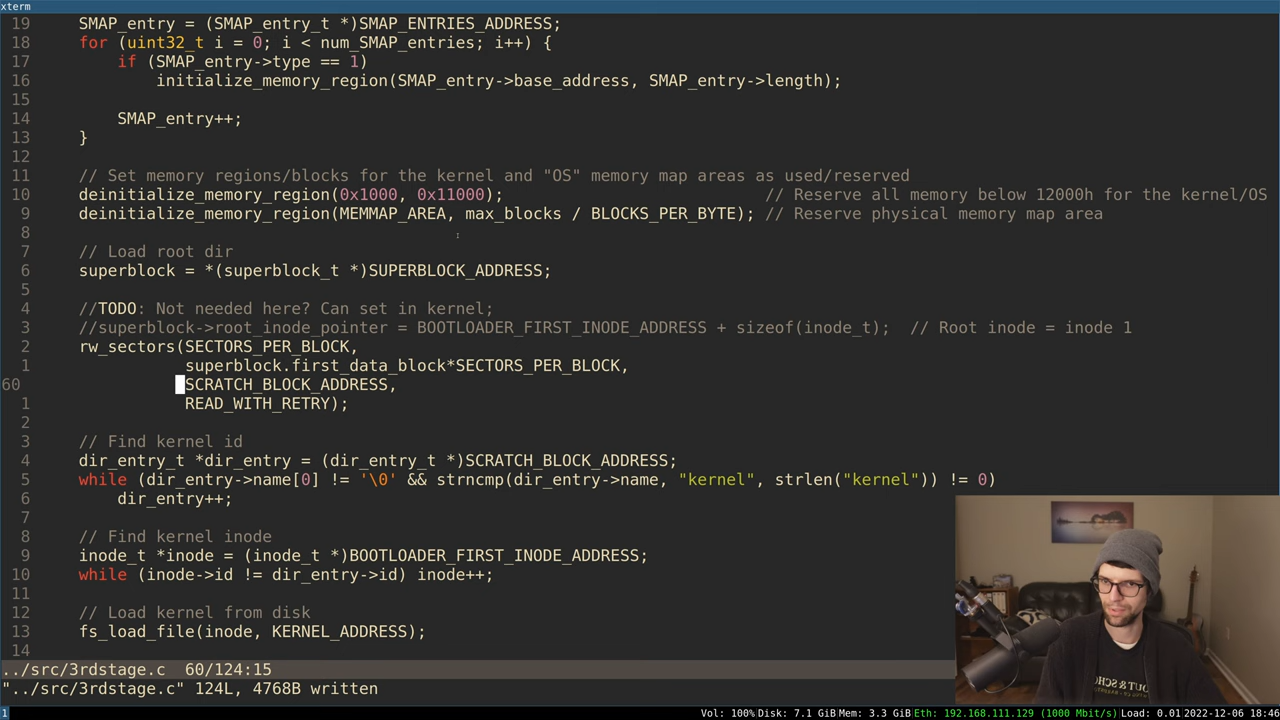 xterm
19     SMAP_entry = (SMAP_entry_t *)SMAP_ENTRIES_ADDRESS;
18     for (uint32_t i = 0; i < num_SMAP_entries; i++) {
17         if (SMAP_entry->type == 1)
16             initialize_memory_region(SMAP_entry->base_address, SMAP_entry->length);
15
14         SMAP_entry++;
13     }
12
11     // Set memory regions/blocks for the kernel and "OS" memory map areas as used/reserved
10     deinitialize_memory_region(0x1000, 0x11000);                           // Reserve all memory below 12000h for the kernel/OS
9     deinitialize_memory_region(MEMMAP_AREA, max_blocks / BLOCKS_PER_BYTE); // Reserve physical memory map area
8
7     // Load root dir
6     superblock = *(superblock_t *)SUPERBLOCK_ADDRESS;
5
4     //TODO: Not needed here? Can set in kernel;
3     //superblock->root_inode_pointer = BOOTLOADER_FIRST_INODE_ADDRESS + sizeof(inode_t);  // Root inode = inode 1
2     rw_sectors(SECTORS_PER_BLOCK,
1                superblock.first_data_block*SECTORS_PER_BLOCK,
60               SCRATCH_BLOCK_ADDRESS,
1                READ_WITH_RETRY);
2
3     // Find kernel id
4     dir_entry_t *dir_entry = (dir_entry_t *)SCRATCH_BLOCK_ADDRESS;
5     while (dir_entry->name[0] != '\0' && strncmp(dir_entry->name, "kernel", strlen("kernel")) != 0)
6         dir_entry++;
7
8     // Find kernel inode
9     inode_t *inode = (inode_t *)BOOTLOADER_FIRST_INODE_ADDRESS;
10     while (inode->id != dir_entry->id) inode++;
11
12     // Load kernel from disk
13     fs_load_file(inode, KERNEL_ADDRESS);
14
../src/3rdstage.c  60/124:15
"../src/3rdstage.c" 124L, 4768B written
1 Vol: 100% Disk: 7.1 GiB Mem: 3.3 GiB Eth: 192.168.111.129 (1000 Mbit/s) Load: 0.01 2022-12-06 18:46